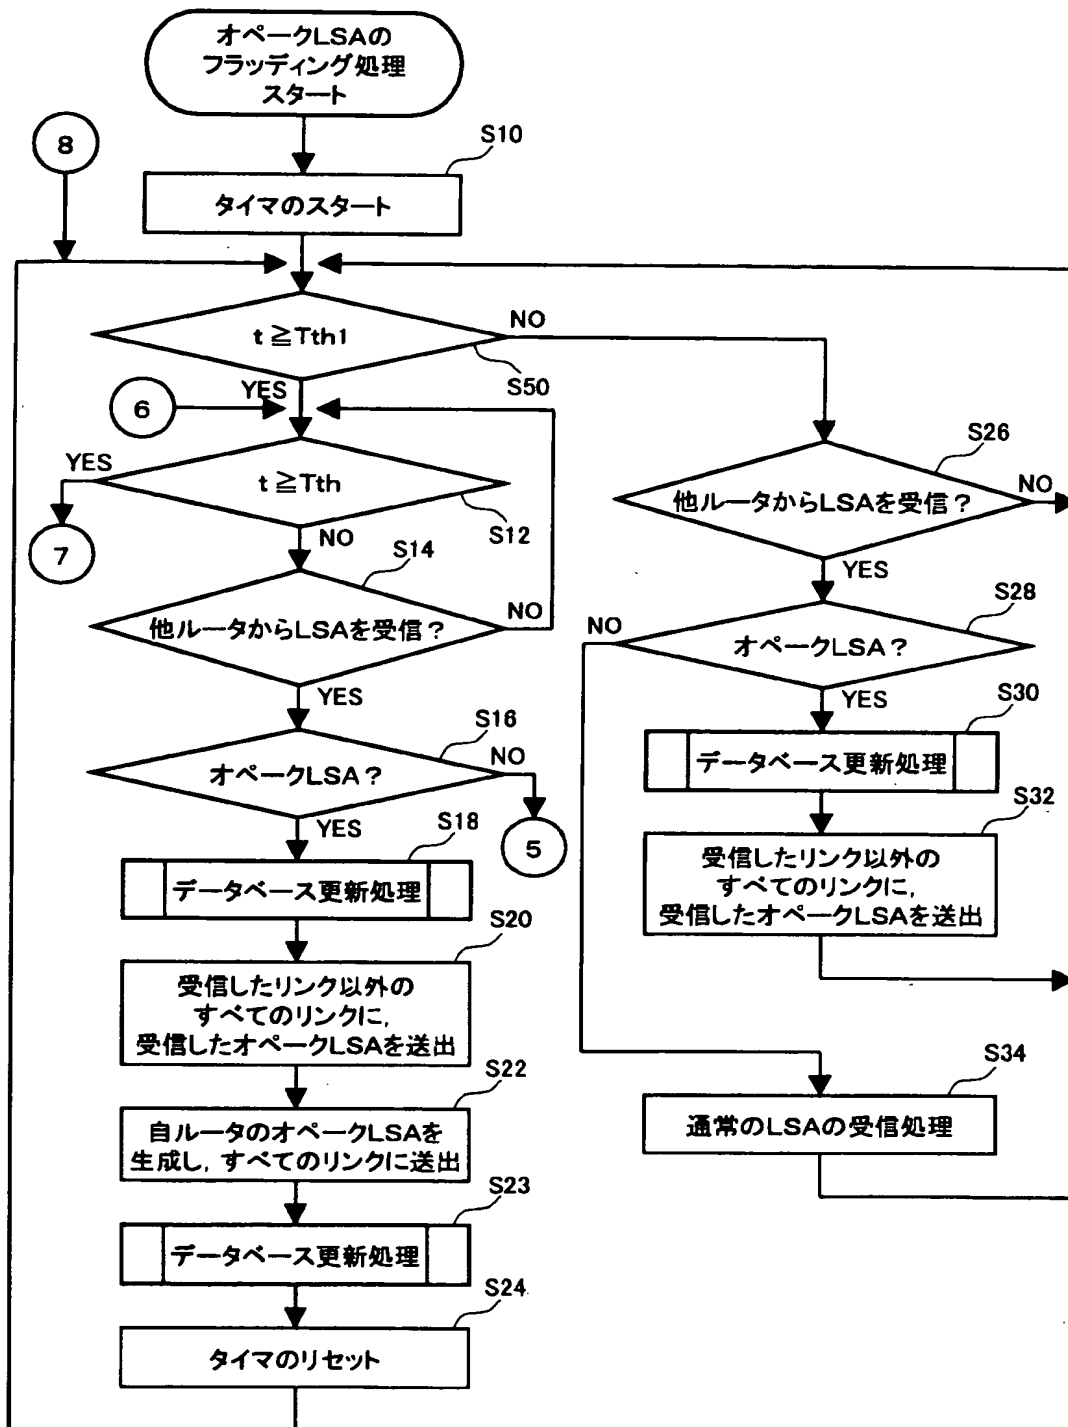 オペークLSAの
フラッディング処理
スタート
8
S10
タイマのスタート
t≧Tth1
NO
S50
YES
6
t≧Tth
YES
S12
7
NO
S14
他ルータからLSAを受信？
NO
YES
S16
オペークLSA？
NO
5
YES
S18
データベース更新処理
S20
受信したリンク以外の
すべてのリンクに，
受信したオペークLSAを送出
S22
自ルータのオペークLSAを
生成し，すべてのリンクに送出
S23
データベース更新処理
S24
タイマのリセット
S26
他ルータからLSAを受信？
NO
YES
S28
NO
オペークLSA？
YES
S30
データベース更新処理
S32
受信したリンク以外の
すべてのリンクに，
受信したオペークLSAを送出
S34
通常のLSAの受信処理